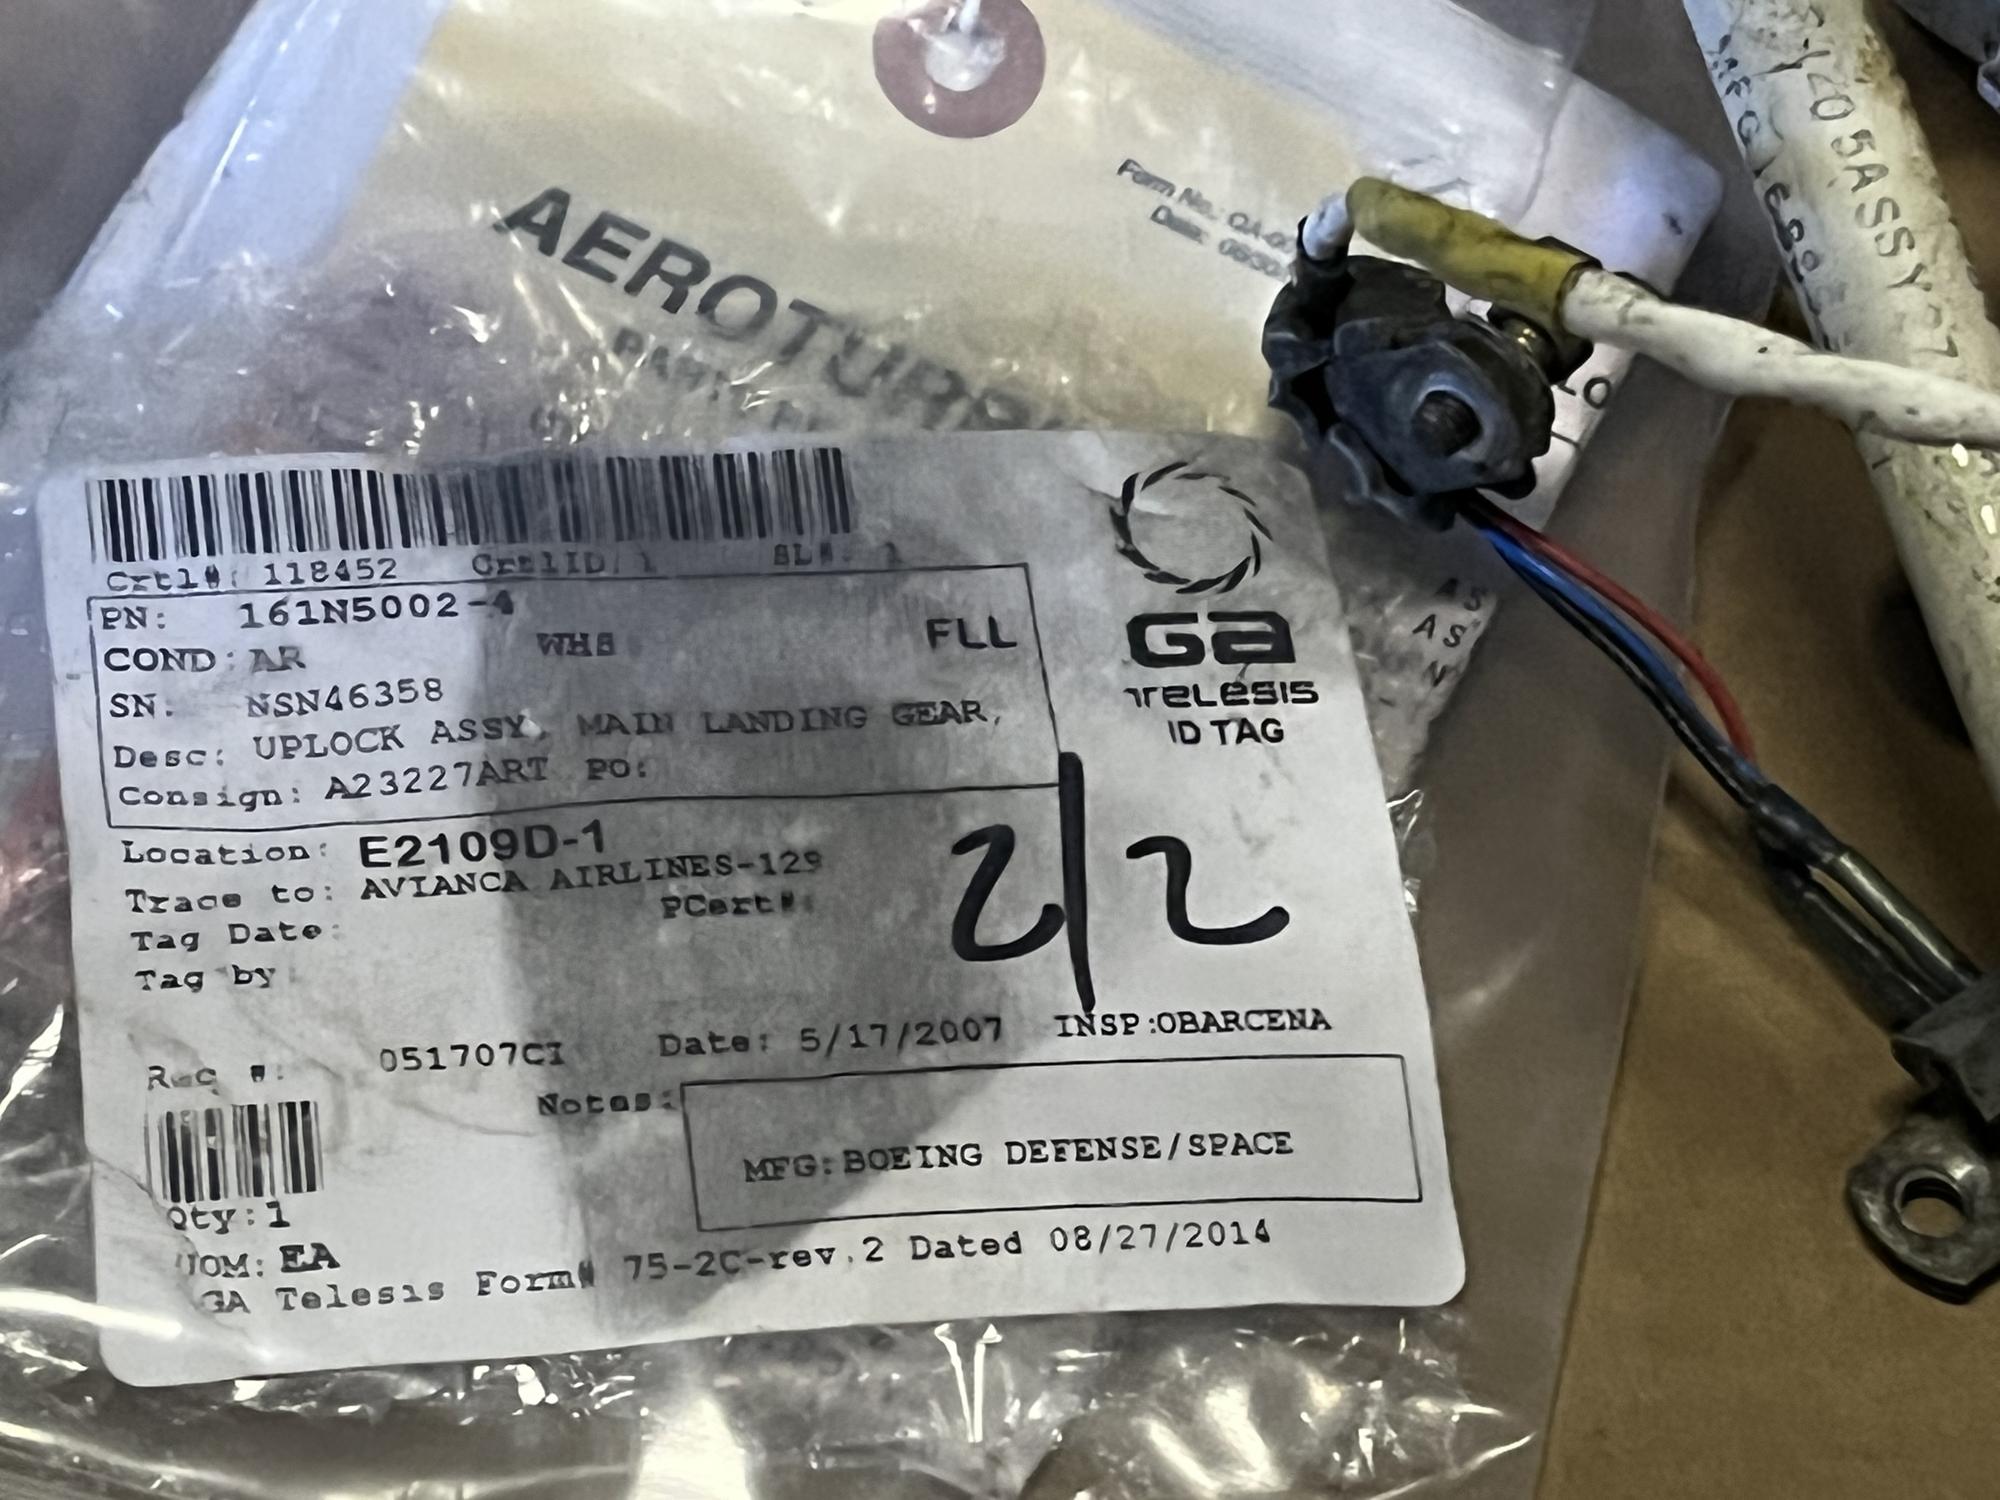 AEROTURB
Form No.: QA-0
Date:
Crtl#: 118452 CrtlID: 1 SL#: 1
PN: 161N5002-4
COND: AR WHS FLL
SN: NSN46358
Desc: UPLOCK ASSY, MAIN LANDING GEAR,
Consign: A23227ART PO:
GA
TELESIS
ID TAG
Location: E2109D-1
Trace to: AVIANCA AIRLINES-129
PCert#:
Tag Date:
Tag by
2/2
Rec #: 051707CI Date: 5/17/2007 INSP:OBARCENA
Notes:
MFG:BOEING DEFENSE/SPACE
Qty:1
UOM: EA
GA Telesis Form# 75-2C-rev.2 Dated 08/27/2014
AS
AS
N
LO